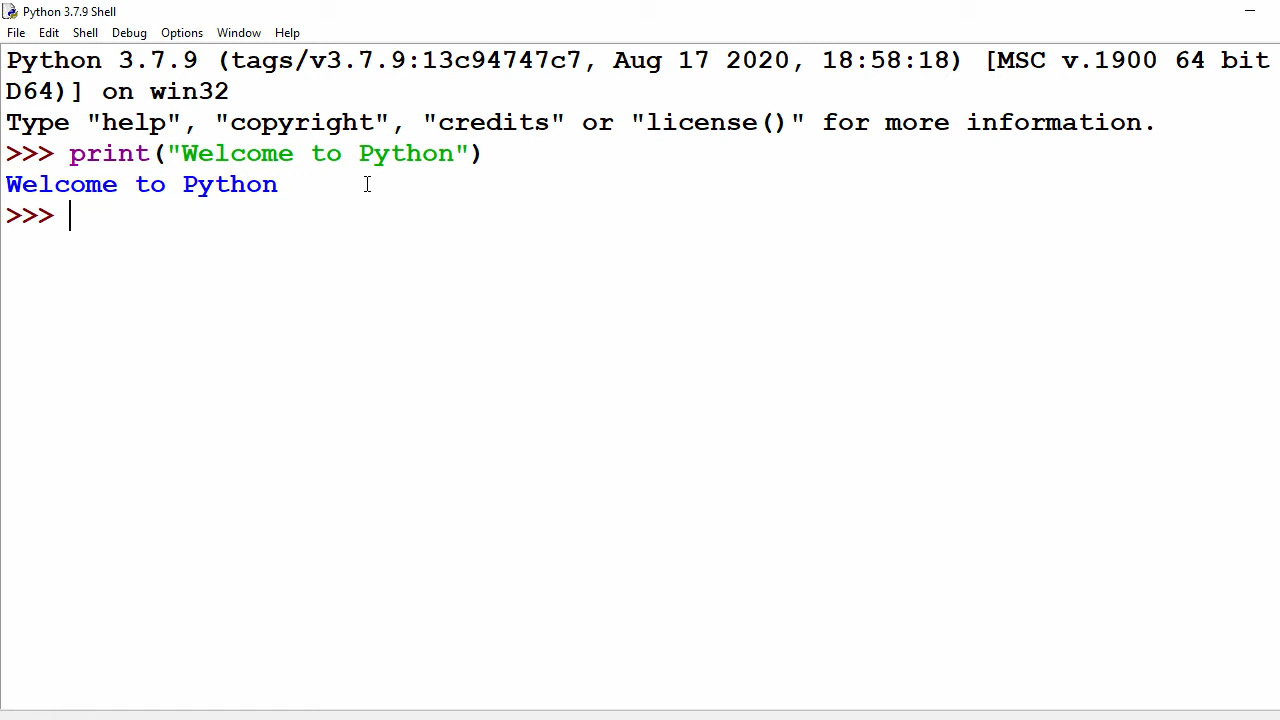 Python 3.7.9 Shell
File Edit Shell Debug Options Window Help
Python 3.7.9 (tags/v3.7.9:13c94747c7, Aug 17 2020, 18:58:18) [MSC v.1900 64 bit
D64)] on win32
Type "help", "copyright", "credits" or "license()" for more information.
>>> print("Welcome to Python")
Welcome to Python
>>>